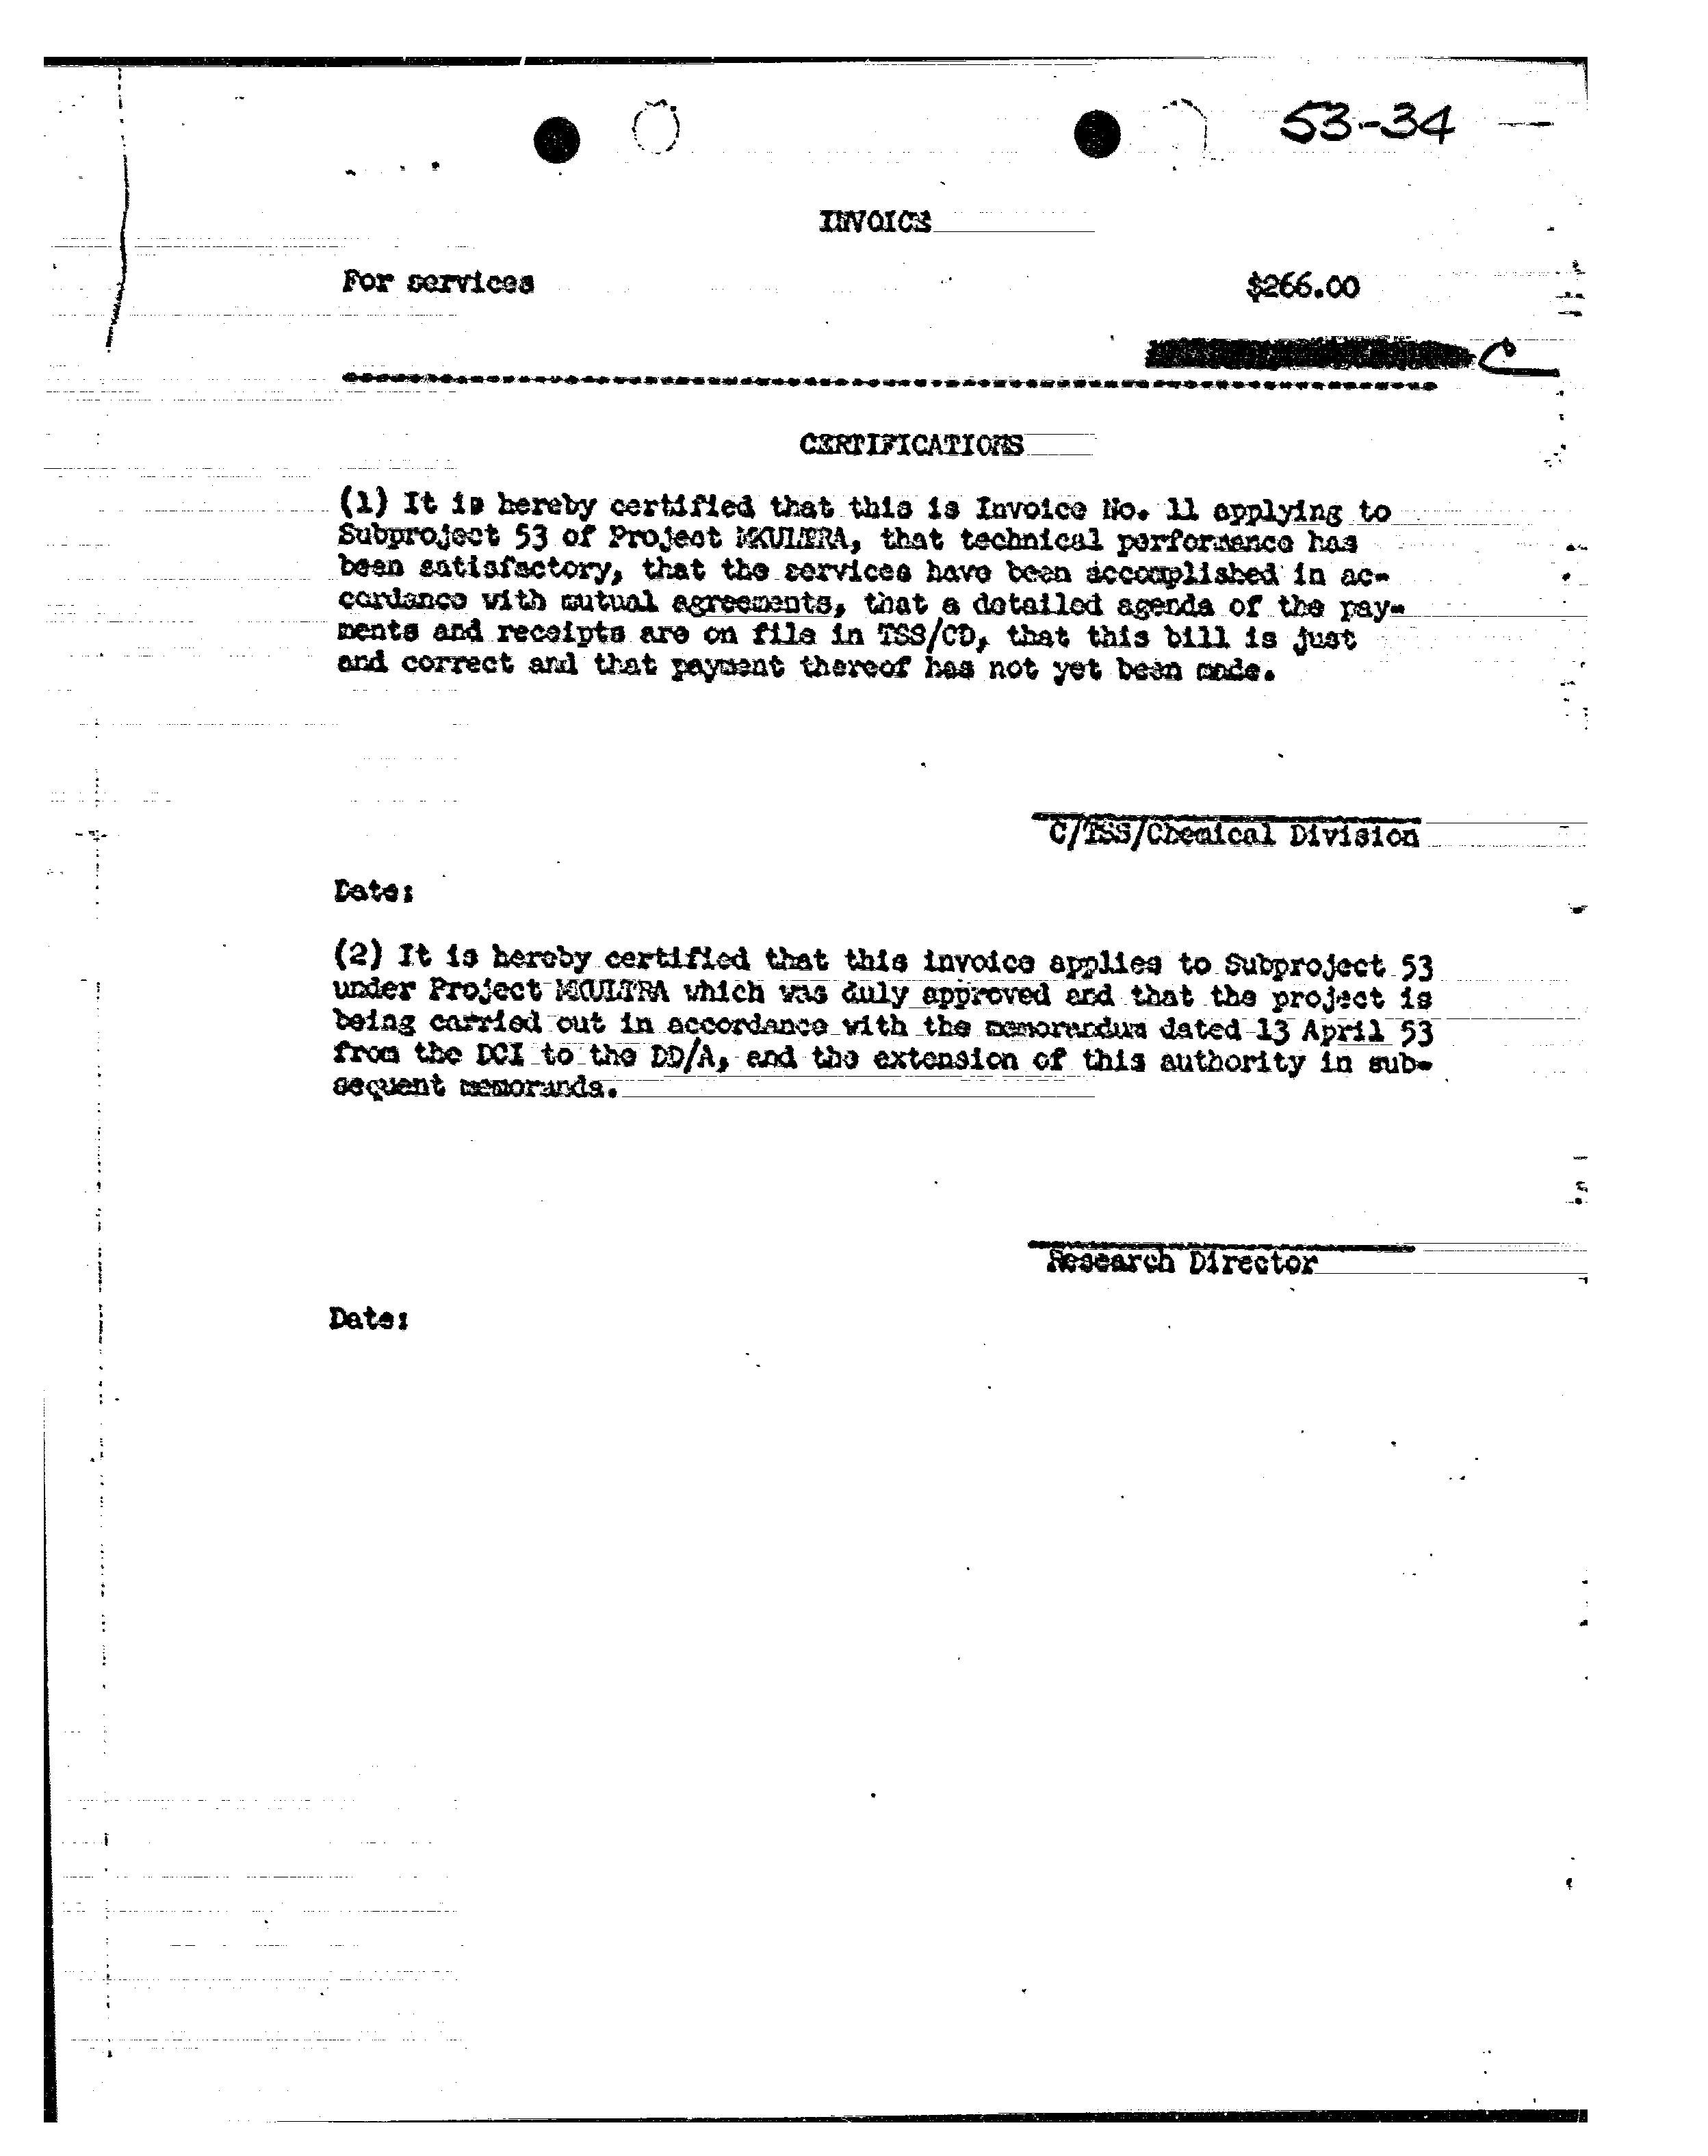 53-34
INVOICE
For services $266.00
C
CERTIFICATIONS
(1) It is hereby certified that this is Invoice No. 11 applying to
Subproject 53 of Project MKULTRA, that technical performance has
been satisfactory, that the services have been accomplished in ac-
cordance with mutual agreements, that a detailed agenda of the pay-
ments and receipts are on file in TSS/CD, that this bill is just
and correct and that payment thereof has not yet been made.
C/TSS/Chemical Division
Date:
(2) It is hereby certified that this invoice applies to Subproject 53
under Project MKULTRA which was duly approved and that the project is
being carried out in accordance with the memorandum dated 13 April 53
from the DCI to the DD/A, and the extension of this authority in sub-
sequent memoranda.
Research Director
Date: